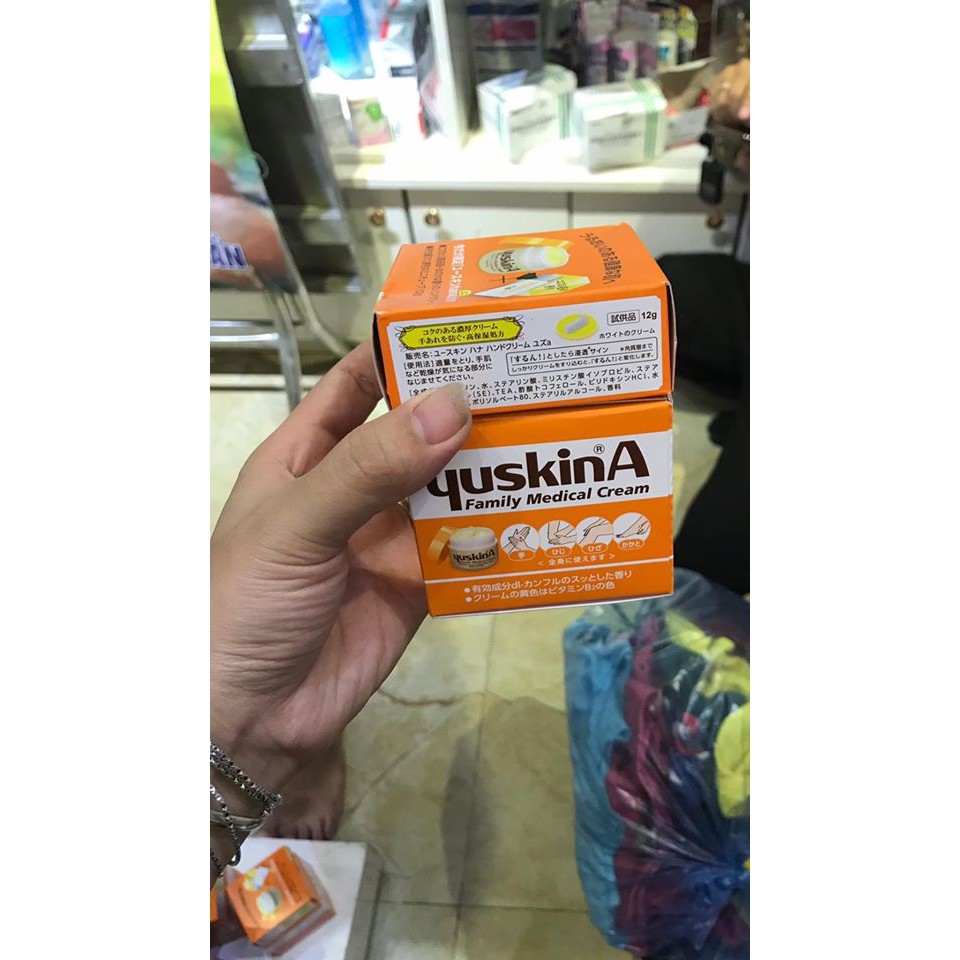 yuskinA
コクのある濃厚クリーム
手あれを防ぐ・高保湿処方
試供品 12g
ホワイトのクリーム
販売名:ユースキン ハナ ハンドクリーム ユズa
[使用法]適量をとり、手肌
など乾燥が気になる部分に
なじませてください。
「するん!」としたら浸透*サイン
*角質層まで
しっかりクリームをすり込むと、「するん!」と変化します。
リン、水、ステアリン酸、ミリスチン酸イソプロピル、ステア
(SE)、TEA、酢酸トコフェロール、ピリドキシンHCl、水
ポリソルベート80、ステアリルアルコール、香料
yuskinA®
Family Medical Cream
yuskinA
手
ひじ
ひざ
かかと
<全身に使えます>
●有効成分dl-カンフルのスッとした香り
●クリームの黄色はビタミンB2の色